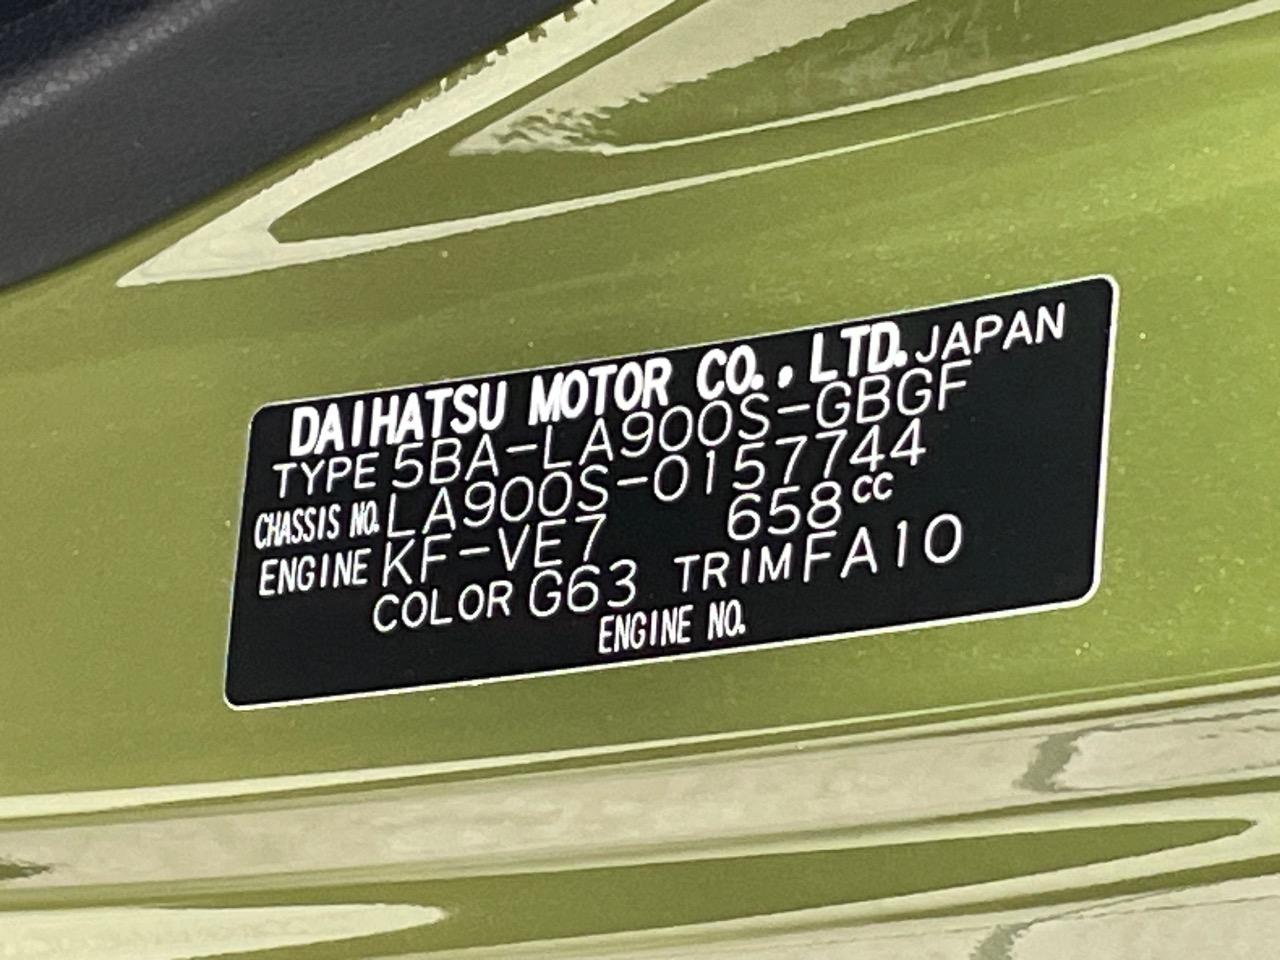 DAIHATSU MOTOR CO., LTD. JAPAN
TYPE 5BA-LA900S-GBGF
CHASSIS NO. LA900S-0157744
ENGINE KF-VE7 658cc
COLOR G63 TRIM FA10
ENGINE NO.